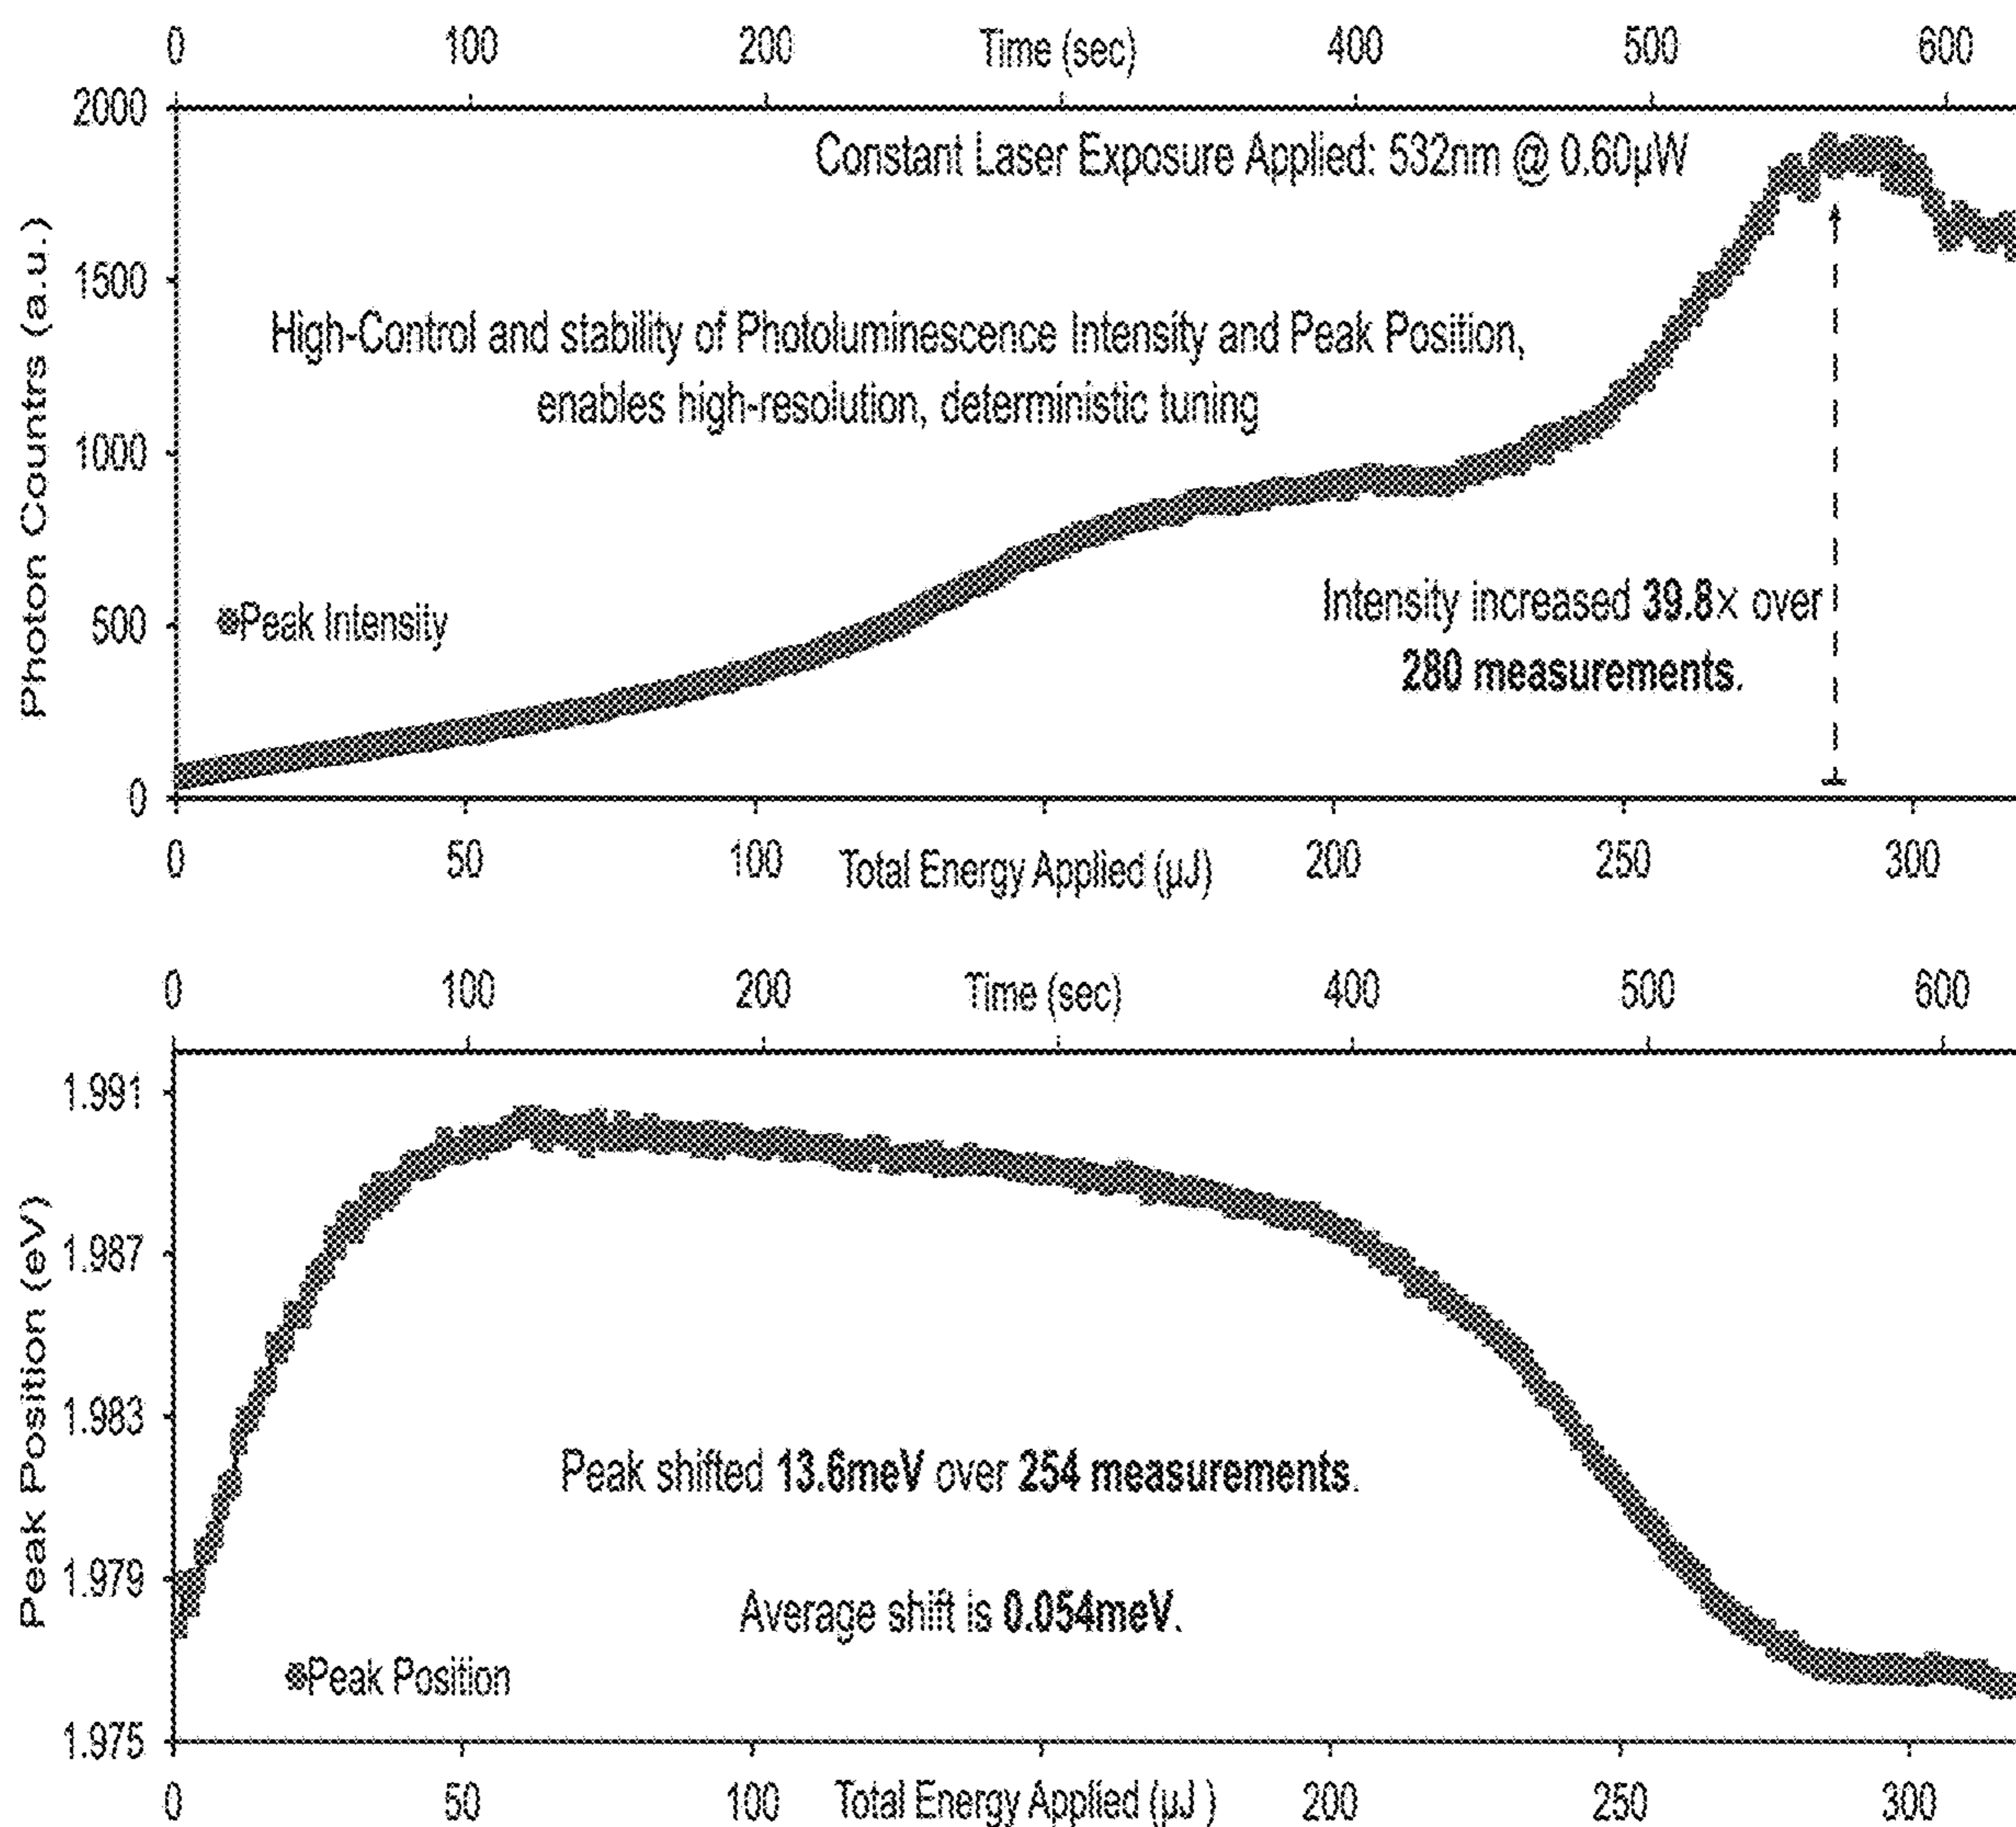 0 100 200 Time (sec) 400 500 600
2000
Constant Laser Exposure Applied: 532nm @ 0.60µW
1500
High-Control and stability of Photoluminescence Intensity and Peak Position,
enables high-resolution, deterministic tuning
1000
Photon Countrs (a.u.)
500
Peak Intensity
Intensity increased 39.8× over
280 measurements.
0
0 50 100 Total Energy Applied (µJ) 200 250 300
0 100 200 Time (sec) 400 500 600
1.991
1.987
Peak Position (eV)
1.983
Peak shifted 13.6meV over 254 measurements.
1.979
Average shift is 0.054meV.
Peak Position
1.975
0 50 100 Total Energy Applied (µJ ) 200 250 300